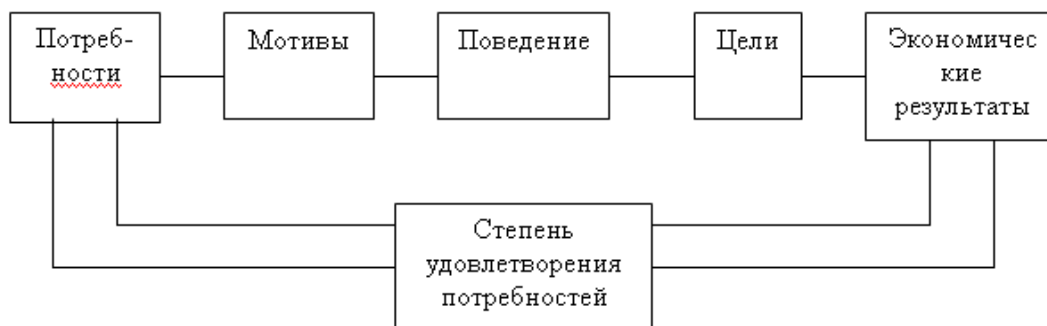 Потреб-
ности
Мотивы
Поведение
Цели
Экономичес
кие
результаты
Степень
удовлетворения
потребностей